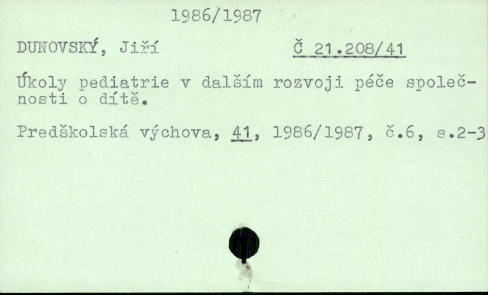 1986/1987
DUNOVSKÝ, Jiří Č 21.208/41
Úkoly pediatrie v dalším rozvoji péče společ-
nosti o dítě.
Predškolská výchova, 41, 1986/1987, č.6, s.2-3